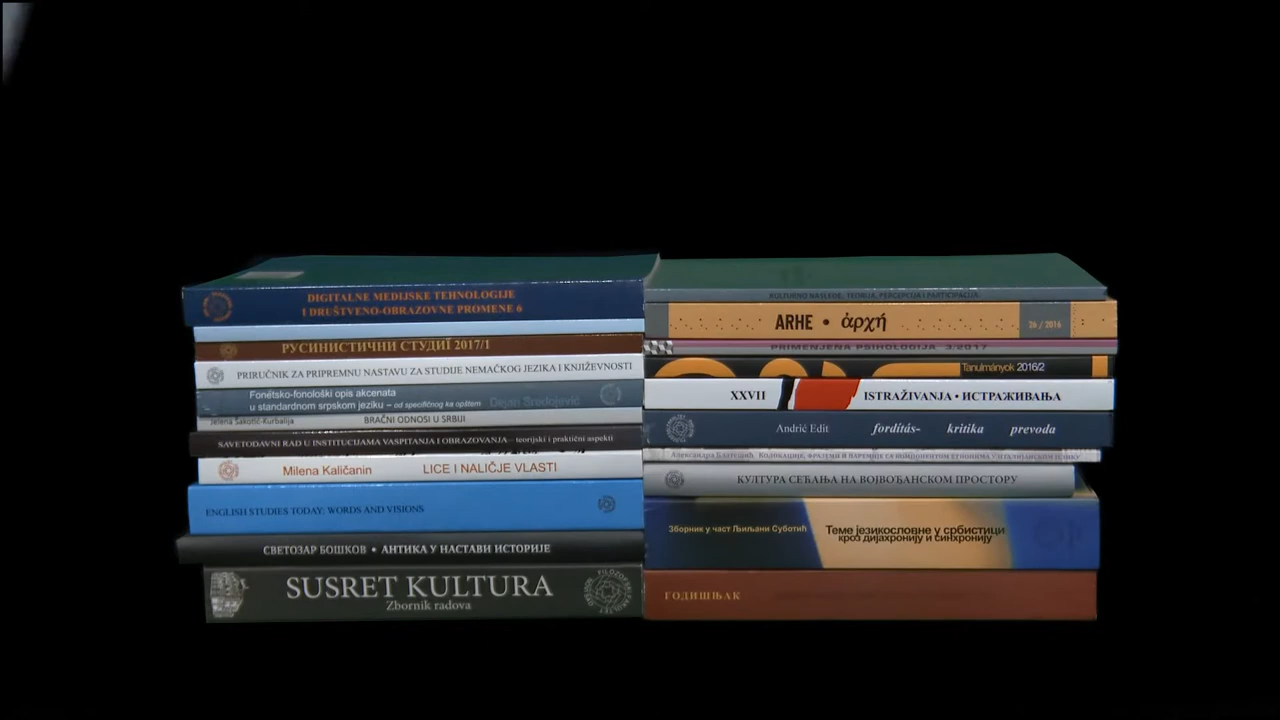 DIGITALNE MEDIJSKE TEHNOLOGIJE
I DRUŠTVENO-OBRAZOVNE PROMENE 6
РУСИНИСТИЧНИ СТУДИЇ 2017/1
PRIRUČNIK ZA PRIPREMNU NASTAVU ZA STUDIJE NEMAČKOG JEZIKA I KNJIŽEVNOSTI
Fonetsko-fonološki opis akcenata
u standardnom srpskom jeziku – od specifičnog ka opštem Dejan Sredojević
Jelena Šakotić-Kurbalija BRAČNI ODNOSI U SRBIJI
SAVETODAVNI RAD U INSTITUCIJAMA VASPITANJA I OBRAZOVANJA – teorijski i praktični aspekti
Milena Kaličanin LICE I NALIČJE VLASTI
ENGLISH STUDIES TODAY: WORDS AND VISIONS
СВЕТОЗАР БОШКОВ • АНТИКА У НАСТАВИ ИСТОРИЈЕ
SUSRET KULTURA
Zbornik radova
KULTURNO NASLEĐE: TEORIJA, PERCEPCIJA I PARTICIPACIJA
ARHE • ἀρχή 26 / 2016
PRIMENJENA PSIHOLOGIJA 3/2017
Tanulmányok 2016/2
XXVII ISTRAŽIVANJA • ИСТРАЖИВАЊА
Andrić Edit fordítás- kritika prevoda
КУЛТУРА СЕЋАЊА НА ВОЈВОЂАНСКОМ ПРОСТОРУ
Зборник у част Љиљани Суботић Теме језикословне у србистици
кроз дијахронију и синхронију
ГОДИШЊАК